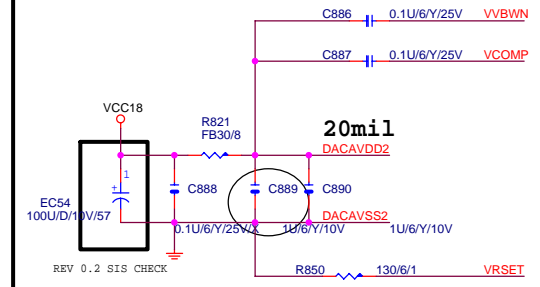 C886 0.1U/6/Y/25V VVBWN
C887 0.1U/6/Y/25V VCOMP
VCC18
R821
FB30/8
20mil
DACAVDD2
1
+
C888 C889 C890
EC54
100U/D/10V/57
DACAVSS2
0.1U/6/Y/25V/X 1U/6/Y/10V 1U/6/Y/10V
REV 0.2 SIS CHECK
R850 130/6/1 VRSET